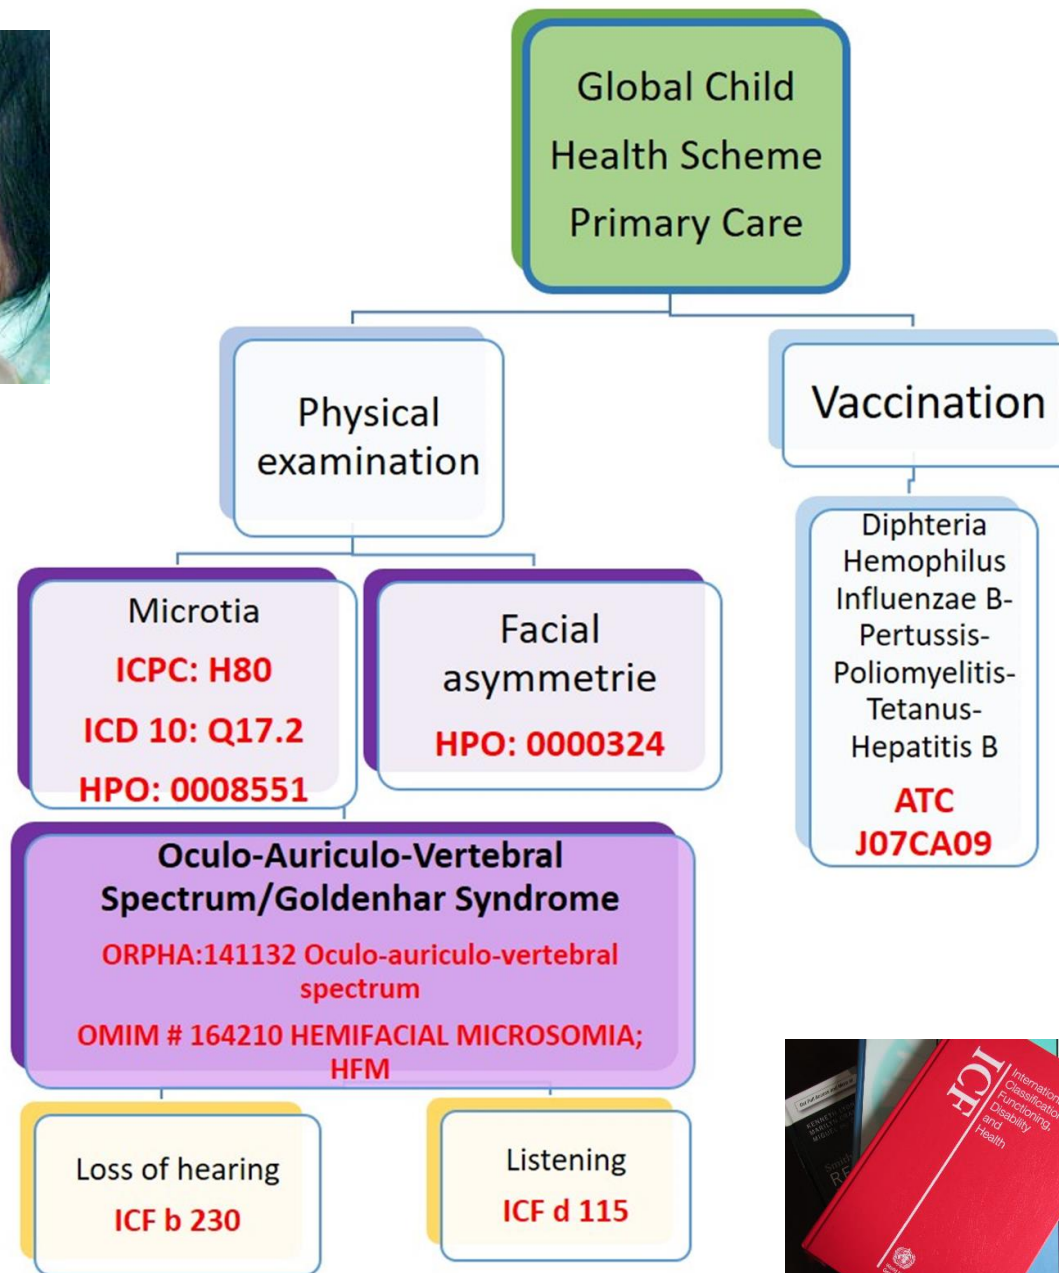 Global Child
Health Scheme
Primary Care
Physical
examination
Vaccination
Microtia
ICPC: H80
ICD 10: Q17.2
HPO: 0008551
Facial
asymmetrie
HPO: 0000324
Diphteria
Hemophilus
Influenzae B-
Pertussis-
Poliomyelitis-
Tetanus-
Hepatitis B
ATC
J07CA09
Oculo-Auriculo-Vertebral
Spectrum/Goldenhar Syndrome
ORPHA:141132 Oculo-auriculo-vertebral
spectrum
OMIM # 164210 HEMIFACIAL MICROSOMIA;
HFM
Loss of hearing
ICF b 230
Listening
ICF d 115
ICF
International
Classification
Functioning,
Disability
and
Health